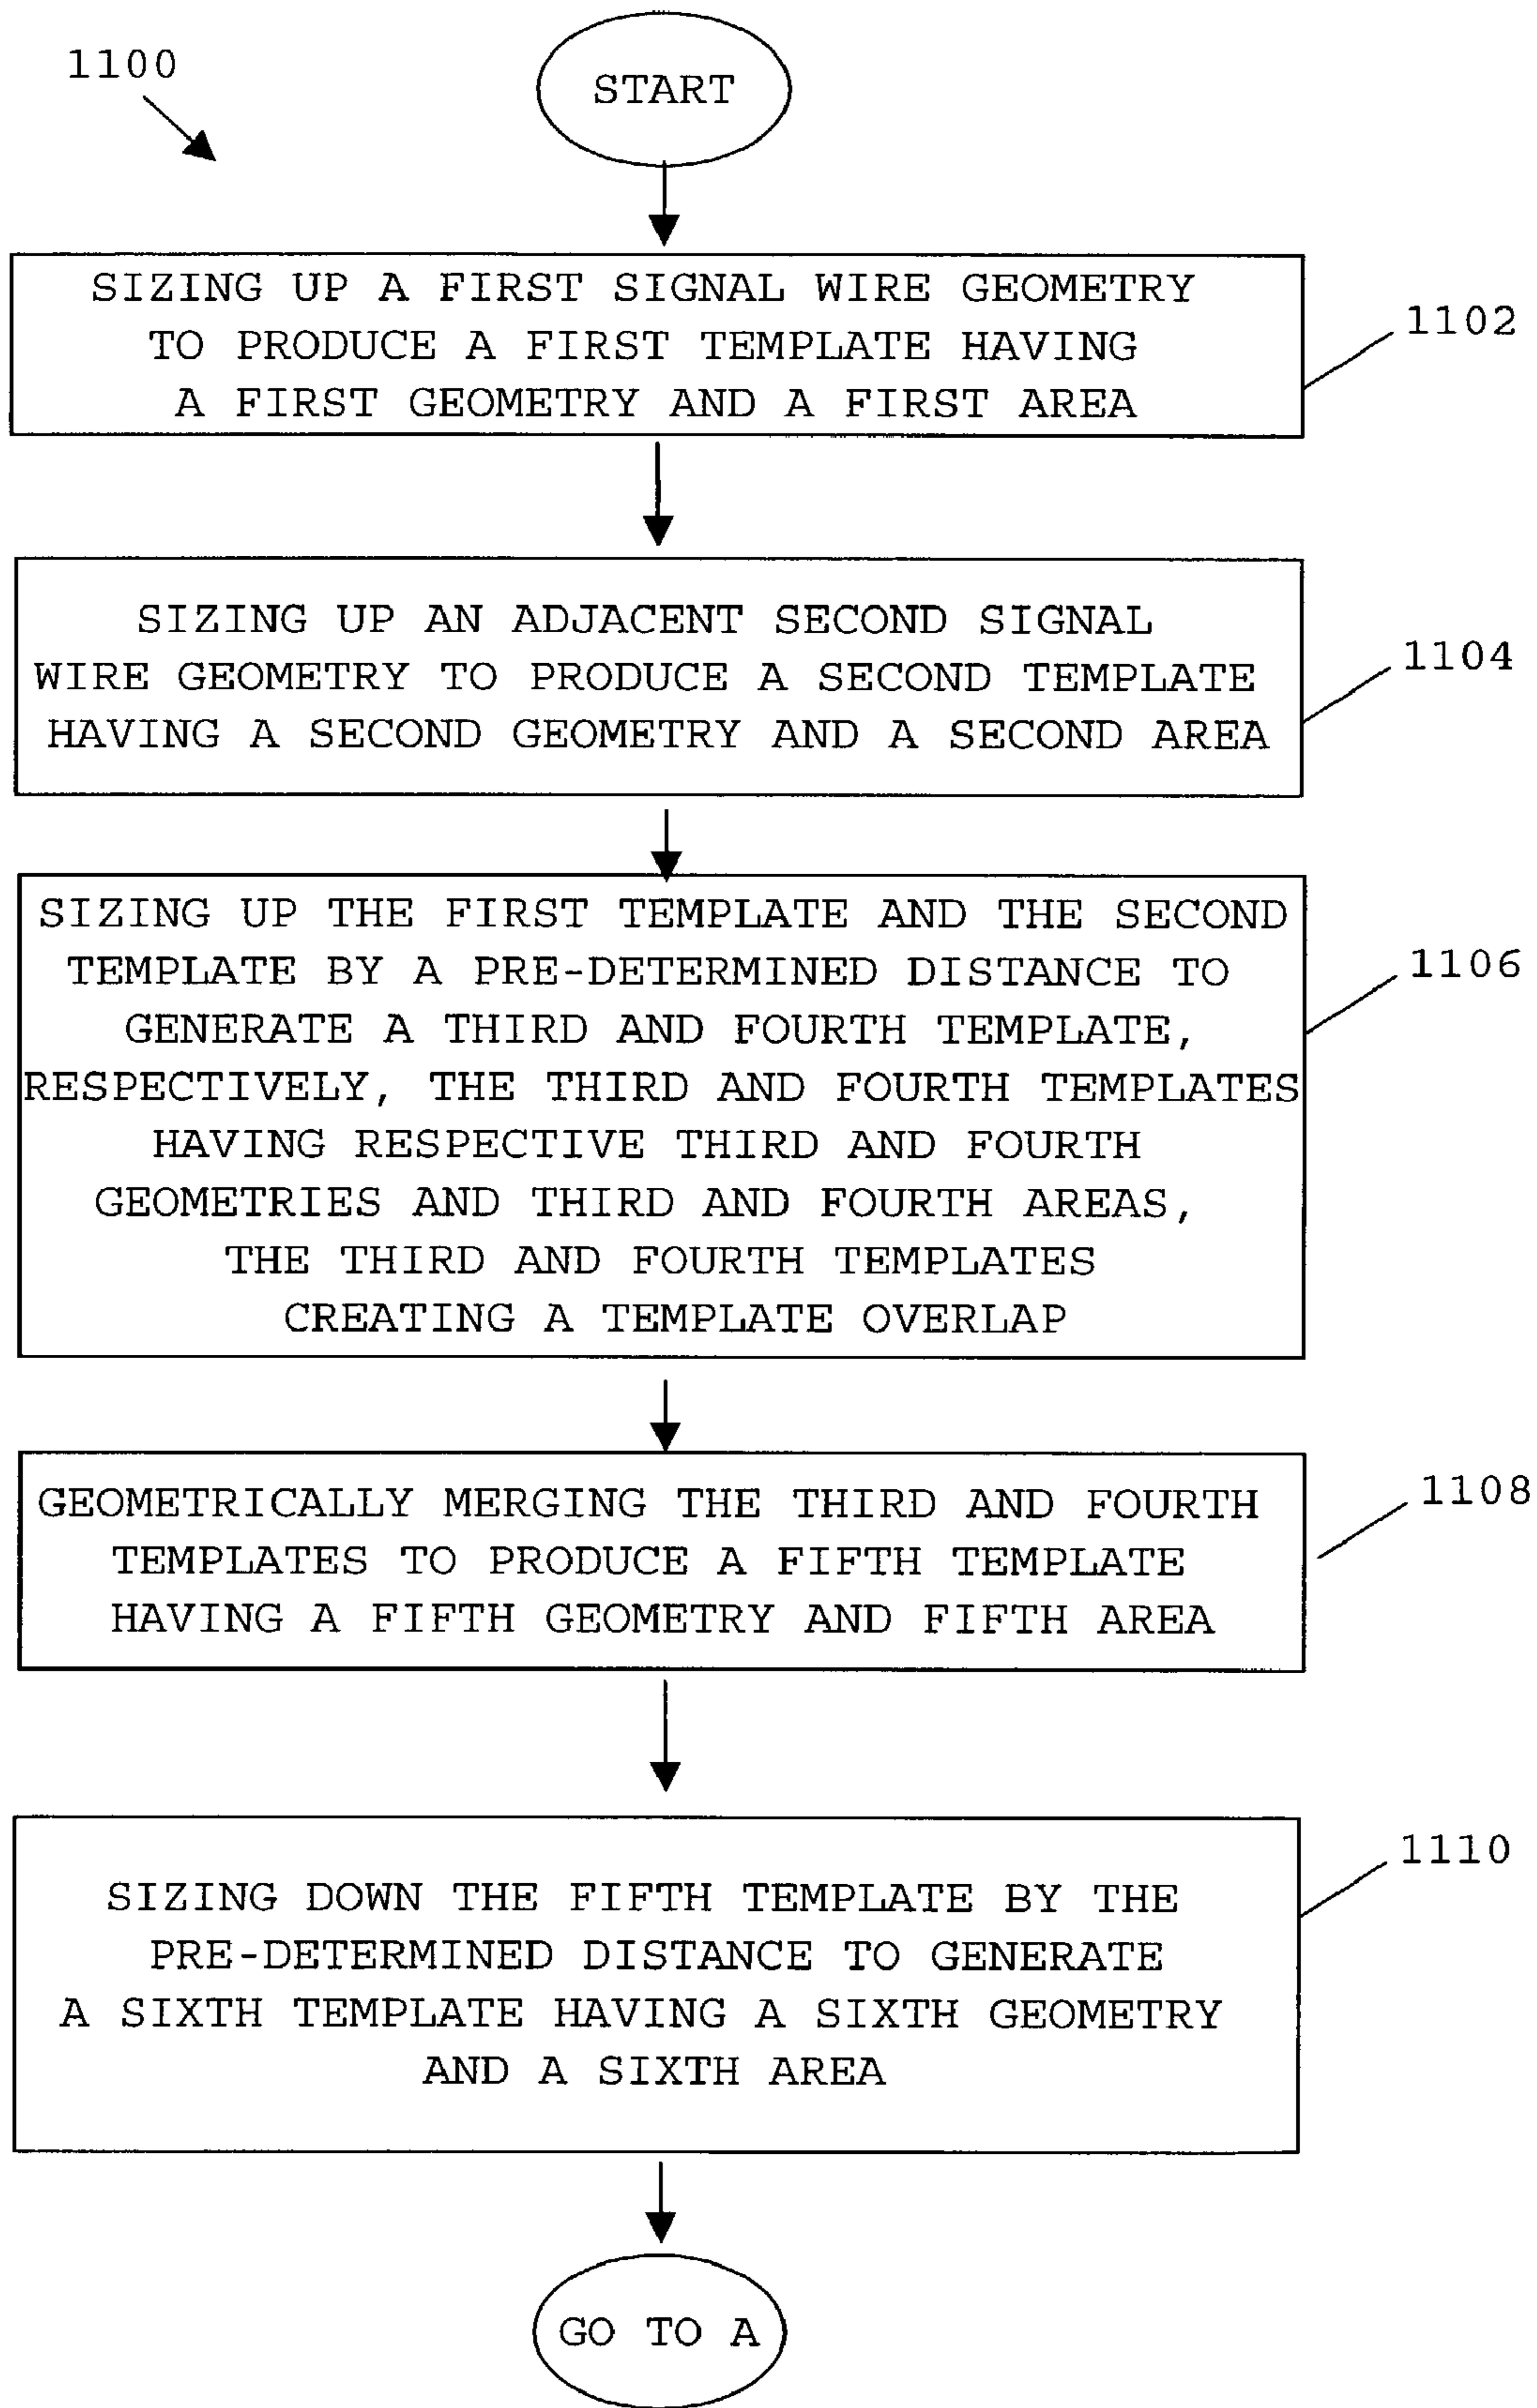 1100
START
SIZING UP A FIRST SIGNAL WIRE GEOMETRY
TO PRODUCE A FIRST TEMPLATE HAVING
A FIRST GEOMETRY AND A FIRST AREA
1102
SIZING UP AN ADJACENT SECOND SIGNAL
WIRE GEOMETRY TO PRODUCE A SECOND TEMPLATE
HAVING A SECOND GEOMETRY AND A SECOND AREA
1104
SIZING UP THE FIRST TEMPLATE AND THE SECOND
TEMPLATE BY A PRE-DETERMINED DISTANCE TO
GENERATE A THIRD AND FOURTH TEMPLATE,
RESPECTIVELY, THE THIRD AND FOURTH TEMPLATES
HAVING RESPECTIVE THIRD AND FOURTH
GEOMETRIES AND THIRD AND FOURTH AREAS,
THE THIRD AND FOURTH TEMPLATES
CREATING A TEMPLATE OVERLAP
1106
GEOMETRICALLY MERGING THE THIRD AND FOURTH
TEMPLATES TO PRODUCE A FIFTH TEMPLATE
HAVING A FIFTH GEOMETRY AND FIFTH AREA
1108
SIZING DOWN THE FIFTH TEMPLATE BY THE
PRE-DETERMINED DISTANCE TO GENERATE
A SIXTH TEMPLATE HAVING A SIXTH GEOMETRY
AND A SIXTH AREA
1110
GO TO A